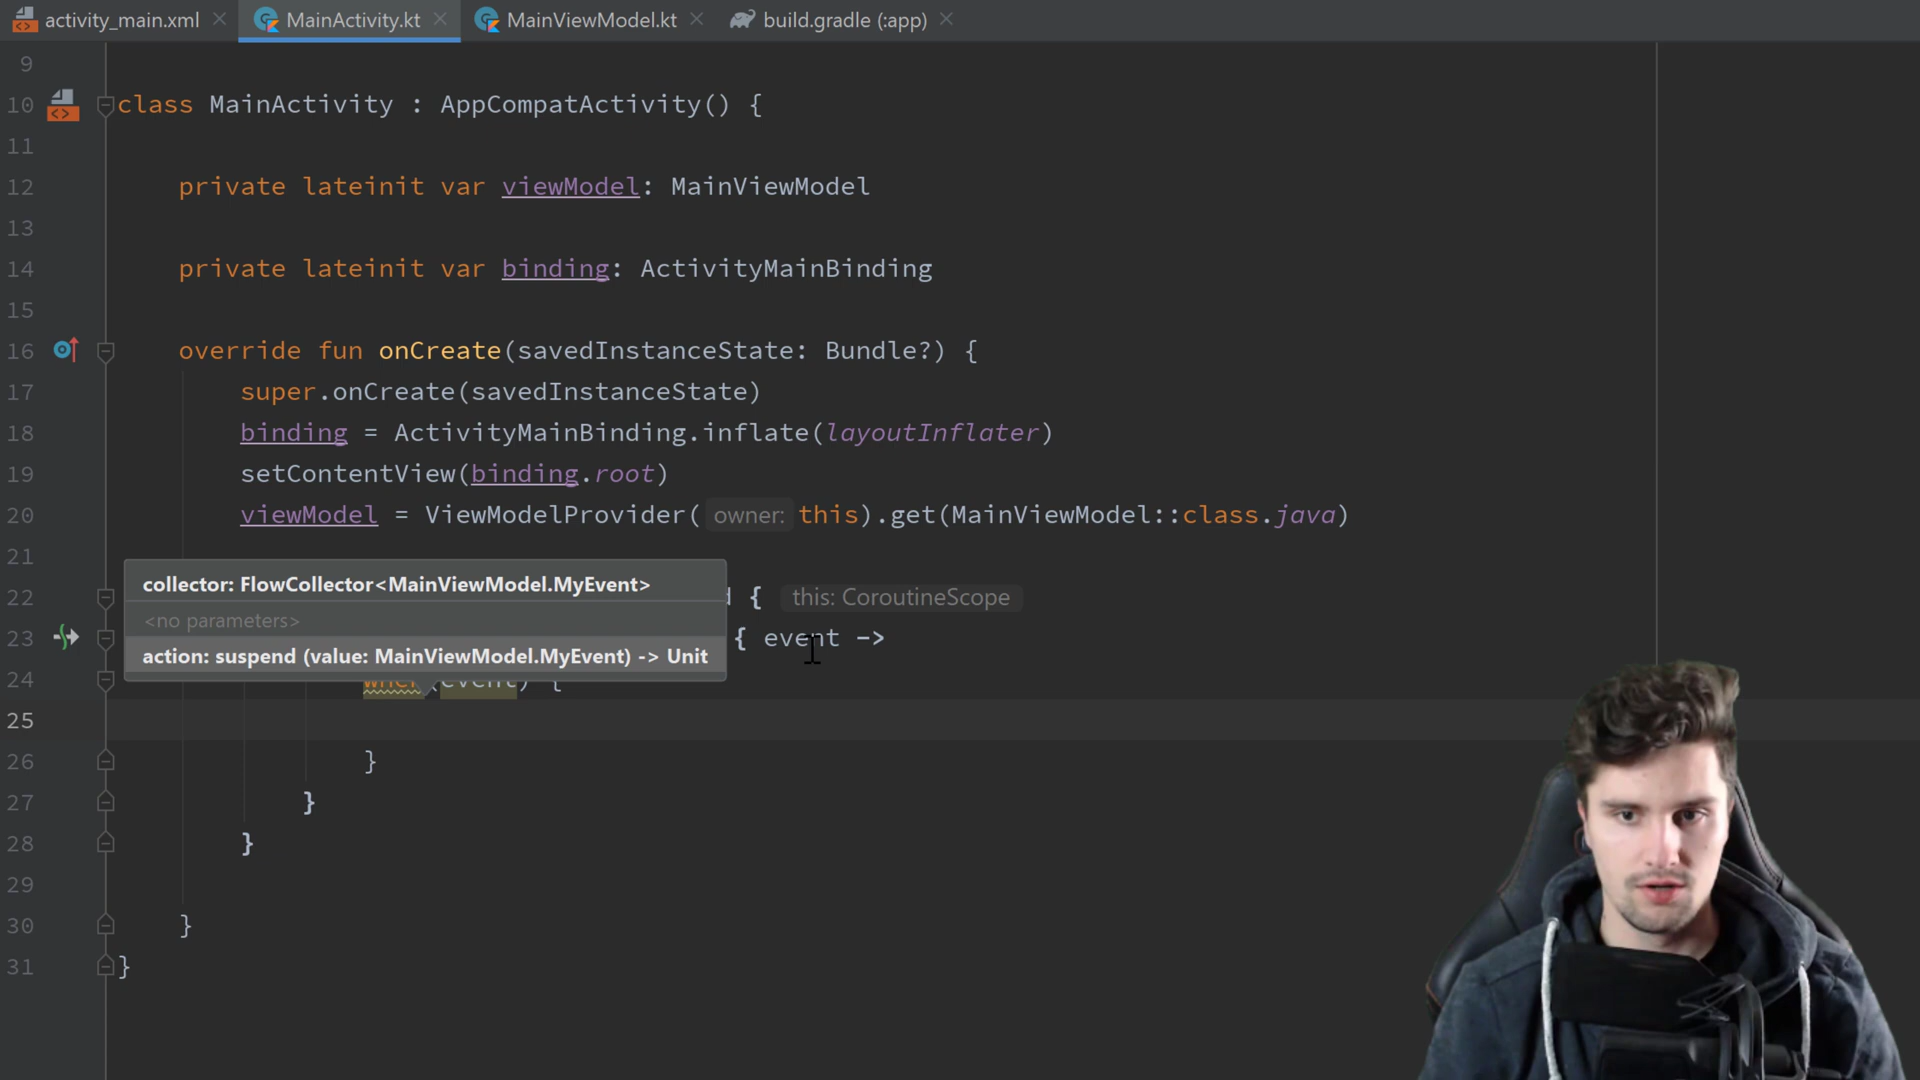 activity_main.xml MainActivity.kt MainViewModel.kt build.gradle (:app)
9
10 class MainActivity : AppCompatActivity() {
11
12 private lateinit var viewModel: MainViewModel
13
14 private lateinit var binding: ActivityMainBinding
15
16 override fun onCreate(savedInstanceState: Bundle?) {
17 super.onCreate(savedInstanceState)
18 binding = ActivityMainBinding.inflate(layoutInflater)
19 setContentView(binding.root)
20 viewModel = ViewModelProvider( owner: this).get(MainViewModel::class.java)
21
collector: FlowCollector<MainViewModel.MyEvent>
22 { this: CoroutineScope
<no parameters>
23 { event ->
action: suspend (value: MainViewModel.MyEvent) -> Unit
24 when (event) {
25
26 }
27 }
28 }
29
30 }
31 }